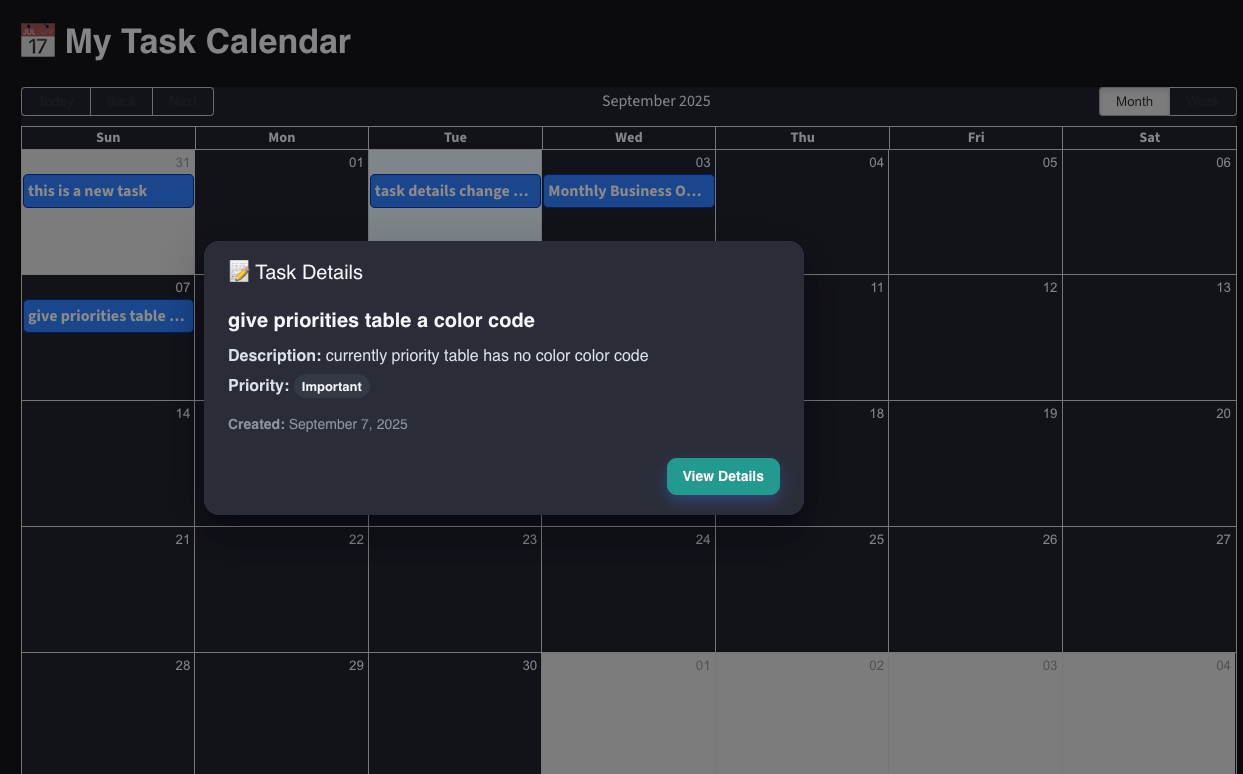 JUL
17
My Task Calendar
Today Back Next
September 2025
Month Week
Sun Mon Tue Wed Thu Fri Sat
31 01 03 04 05 06
this is a new task task details change ... Monthly Business O...
07 11 12 13
give priorities table ...
📝 Task Details
give priorities table a color code
Description: currently priority table has no color color code
Priority: Important
Created: September 7, 2025
View Details
14 18 19 20
21 22 23 24 25 26 27
28 29 30 01 02 03 04